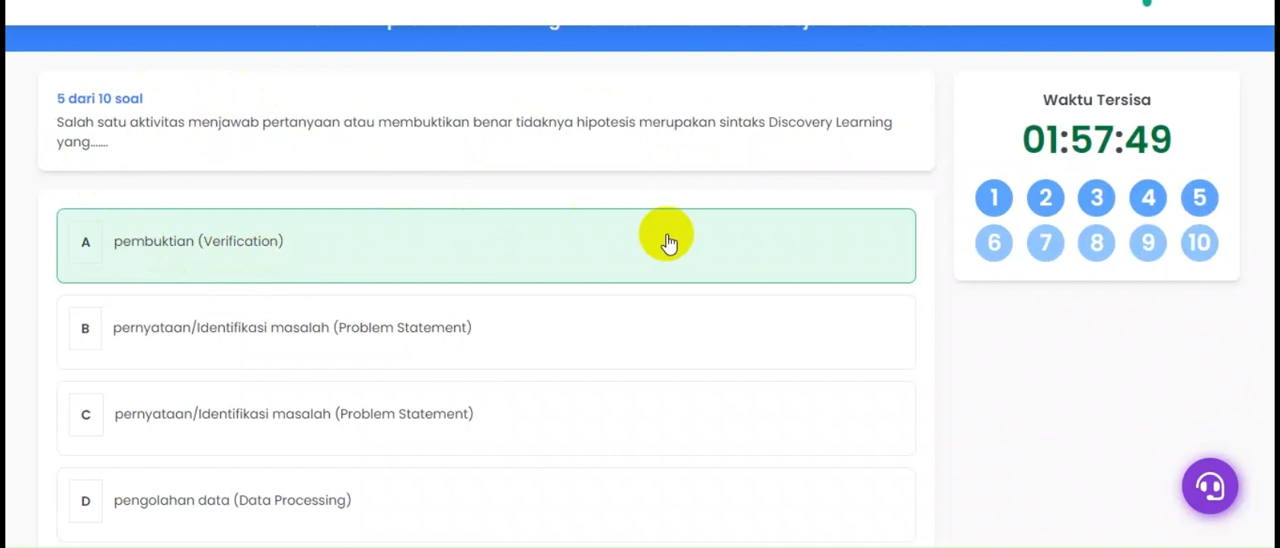 5 dari 10 soal
Salah satu aktivitas menjawab pertanyaan atau membuktikan benar tidaknya hipotesis merupakan sintaks Discovery Learning
yang......
A pembuktian (Verification)
B pernyataan/Identifikasi masalah (Problem Statement)
C pernyataan/Identifikasi masalah (Problem Statement)
D pengolahan data (Data Processing)
Waktu Tersisa
01:57:49
1 2 3 4 5
6 7 8 9 10